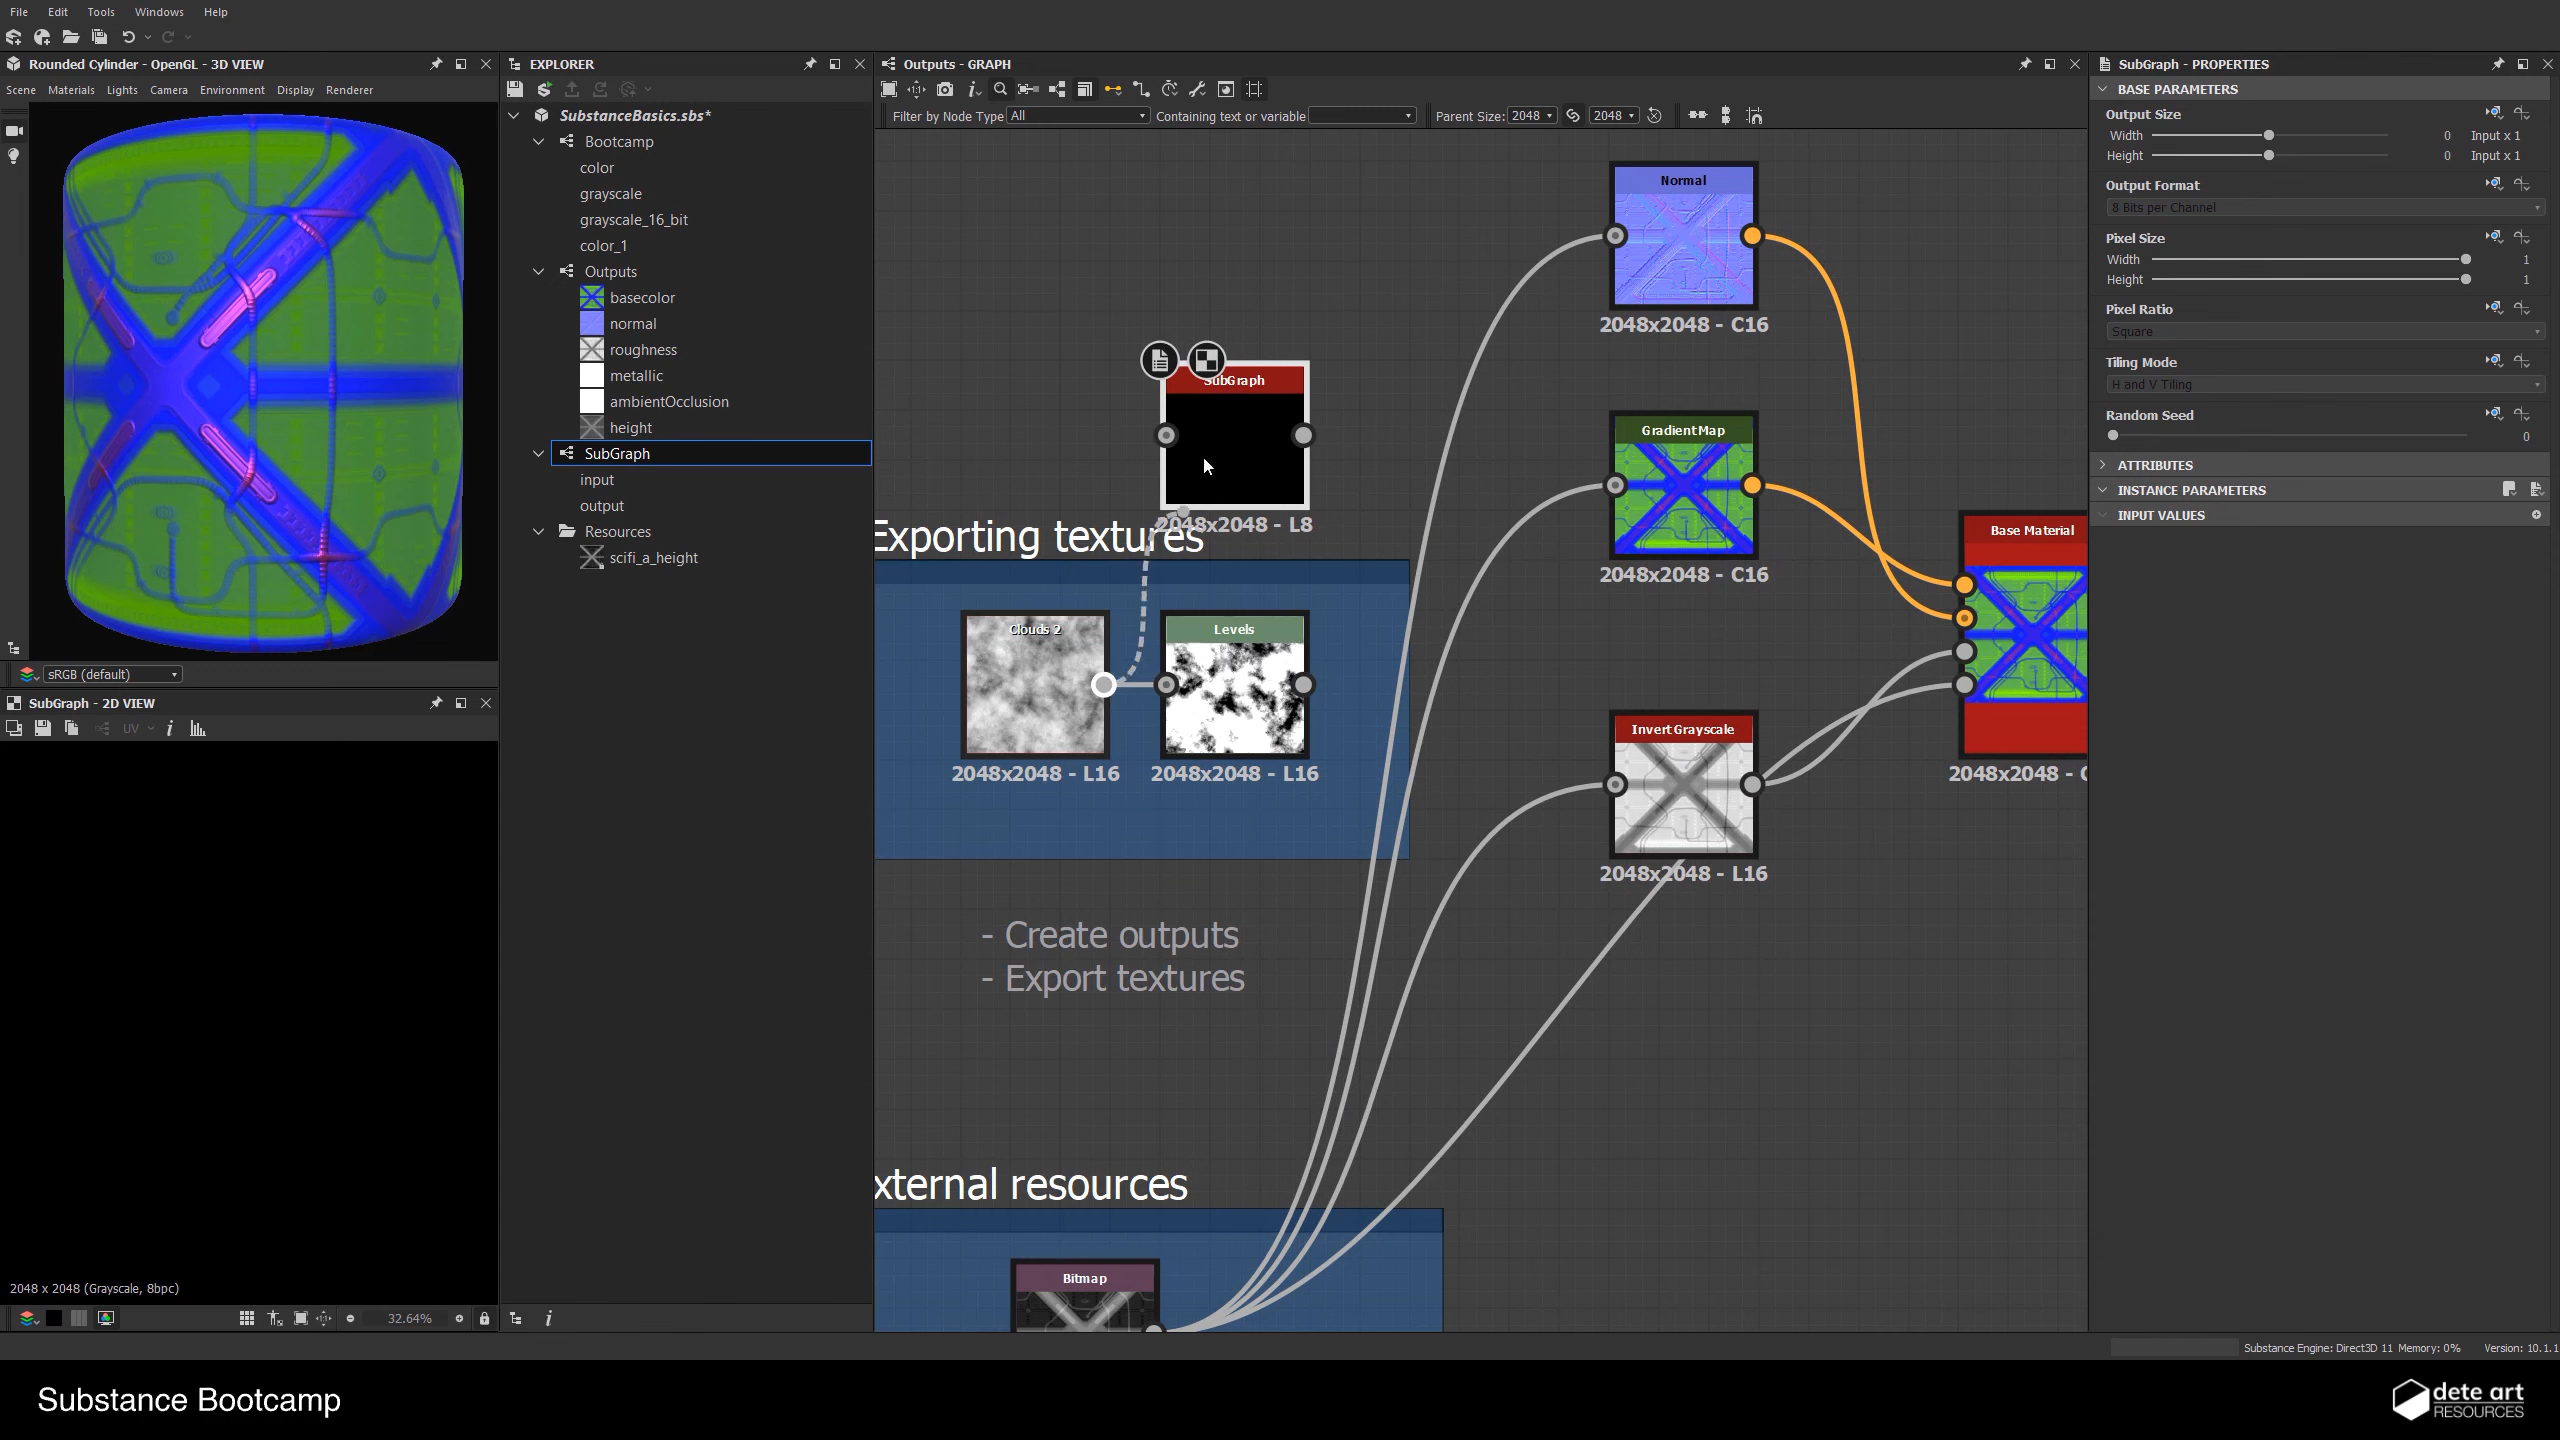 File Edit Tools Windows Help
Rounded Cylinder - OpenGL - 3D VIEW
Scene Materials Lights Camera Environment Display Renderer
sRGB (default)
SubGraph - 2D VIEW
UV
2048 x 2048 (Grayscale, 8bpc)
32.64%
EXPLORER
SubstanceBasics.sbs*
Bootcamp
color
grayscale
grayscale_16_bit
color_1
Outputs
basecolor
normal
roughness
metallic
ambientOcclusion
height
SubGraph
input
output
Resources
scifi_a_height
Outputs - GRAPH
Filter by Node Type All Containing text or variable Parent Size: 2048 2048
Normal
2048x2048 - C16
SubGraph
2048x2048 - L8
Exporting textures
GradientMap
2048x2048 - C16
Base Material
2048x2048 - C
Clouds 2
2048x2048 - L16
Levels
2048x2048 - L16
InvertGrayscale
2048x2048 - L16
- Create outputs
- Export textures
xternal resources
Bitmap
SubGraph - PROPERTIES
BASE PARAMETERS
Output Size
Width 0 Input x 1
Height 0 Input x 1
Output Format
8 Bits per Channel
Pixel Size
Width 1
Height 1
Pixel Ratio
Square
Tiling Mode
H and V Tiling
Random Seed
0
ATTRIBUTES
INSTANCE PARAMETERS
INPUT VALUES
Substance Engine: Direct3D 11 Memory: 0% Version: 10.1.1
Substance Bootcamp
dete art
RESOURCES